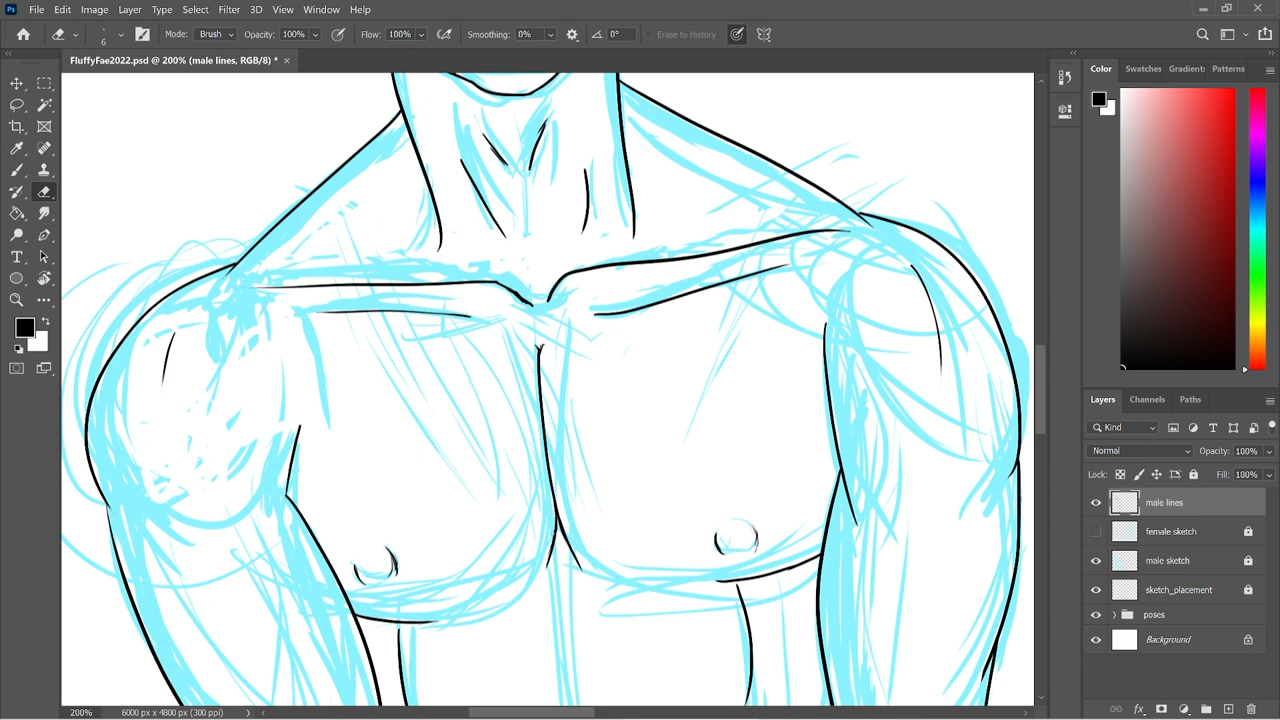 Ps File Edit Image Layer Type Select Filter 3D View Window Help
6 Mode: Brush Opacity: 100% Flow: 100% Smoothing: 0% 0° Erase to History
FluffyFae2022.psd @ 200% (male lines, RGB/8) * ×
Color Swatches Gradients Patterns
Layers Channels Paths
Kind
Normal Opacity: 100%
Lock: Fill: 100%
male lines
female sketch
male sketch
sketch_placement
poses
Background
200% 6000 px x 4800 px (300 ppi)
fx